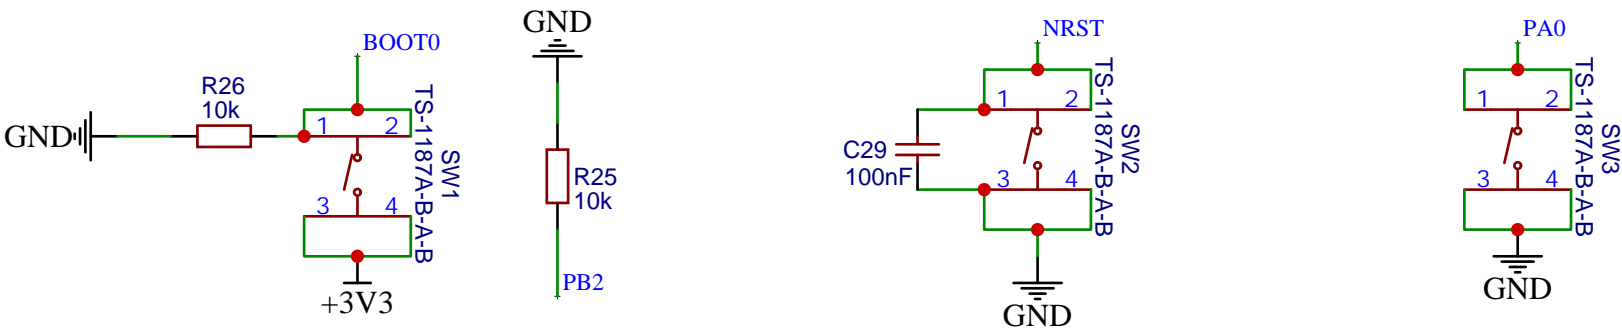 BOOT0
R26
10k
GND
1 2
3 4
TS-1187A-B-A-B
SW1
+3V3
GND
R25
10k
PB2
NRST
1 2
3 4
C29
100nF
TS-1187A-B-A-B
SW2
GND
PA0
1 2
3 4
TS-1187A-B-A-B
SW3
GND